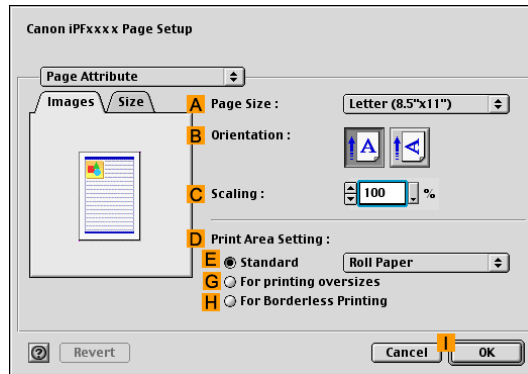 Canon iPFxxxx Page Setup
Page Attribute
Images Size
A Page Size : Letter (8.5"x11")
B Orientation :
A A
C Scaling : 100 %
D Print Area Setting :
E Standard Roll Paper
G For printing oversizes
H For Borderless Printing
I
? Revert Cancel OK